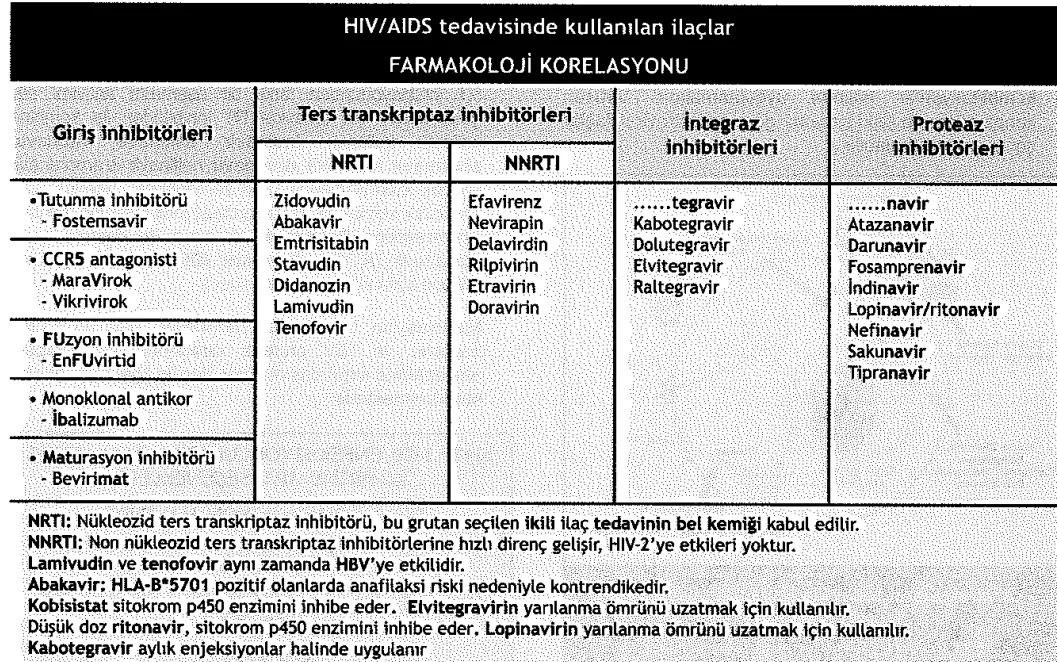 HIV/AIDS tedavisinde kullanılan ilaçlar
FARMAKOLOJİ KORELASYONU
Giriş inhibitörleri
Ters transkriptaz inhibitörleri
NRTI
NNRTI
İntegraz
inhibitörleri
Proteaz
inhibitörleri
•Tutunma inhibitörü
- Fostemsavir
• CCR5 antagonisti
- MaraVirok
- Vikrivirok
• FUzyon inhibitörü
- EnFUvirtid
• Monoklonal antikor
- İbalizumab
• Maturasyon inhibitörü
- Bevirimat
Zidovudin
Abakavir
Emtrisitabin
Stavudin
Didanozin
Lamivudin
Tenofovir
Efavirenz
Nevirapin
Delavirdin
Rilpivirin
Etravirin
Doravirin
......tegravir
Kabotegravir
Dolutegravir
Elvitegravir
Raltegravir
......navir
Atazanavir
Darunavir
Fosamprenavir
İndinavir
Lopinavir/ritonavir
Nefinavir
Sakunavir
Tipranavir
NRTI: Nükleozid ters transkriptaz inhibitörü, bu grutan seçilen ikili ilaç tedavinin bel kemiği kabul edilir.
NNRTI: Non nükleozid ters transkriptaz inhibitörlerine hızlı direnç gelişir, HIV-2'ye etkileri yoktur.
Lamivudin ve tenofovir aynı zamanda HBV'ye etkilidir.
Abakavir: HLA-B*5701 pozitif olanlarda anafilaksi riski nedeniyle kontrendikedir.
Kobisistat sitokrom p450 enzimini inhibe eder. Elvitegravirin yarılanma ömrünü uzatmak için kullanılır.
Düşük doz ritonavir, sitokrom p450 enzimini inhibe eder. Lopinavirin yarılanma ömrünü uzatmak için kullanılır.
Kabotegravir aylık enjeksiyonlar halinde uygulanır